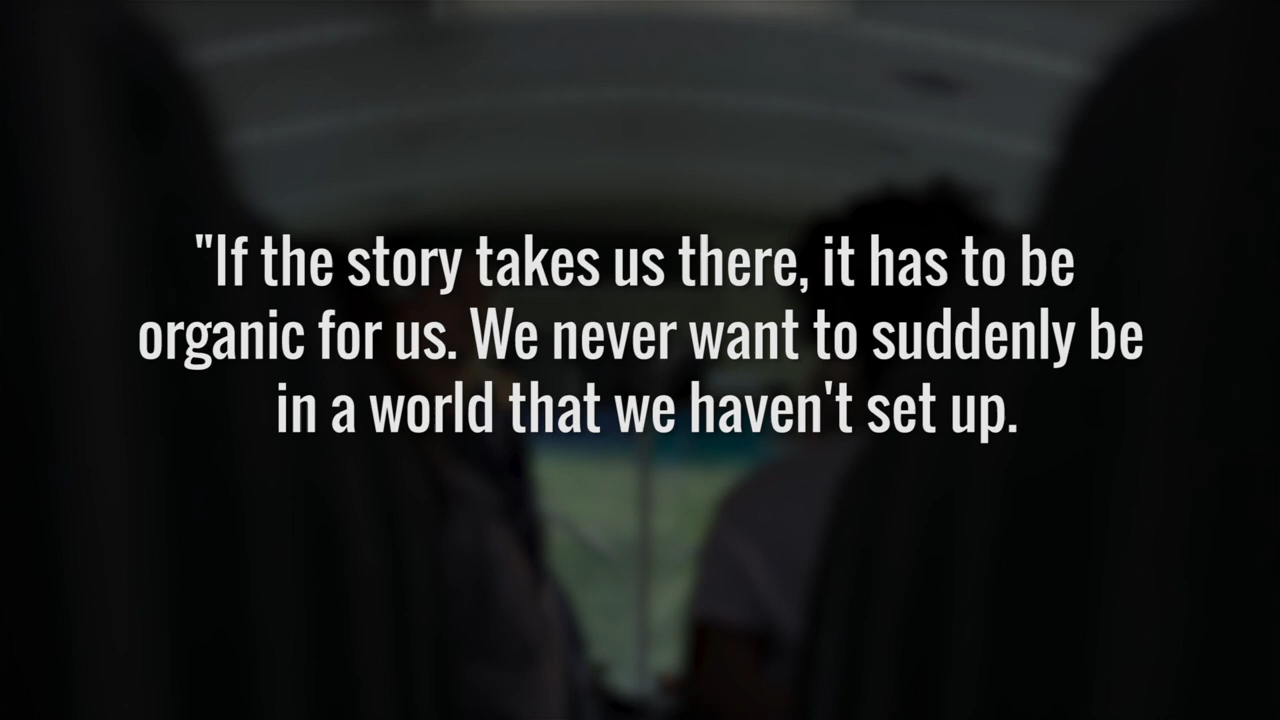 "If the story takes us there, it has to be
organic for us. We never want to suddenly be
in a world that we haven't set up.